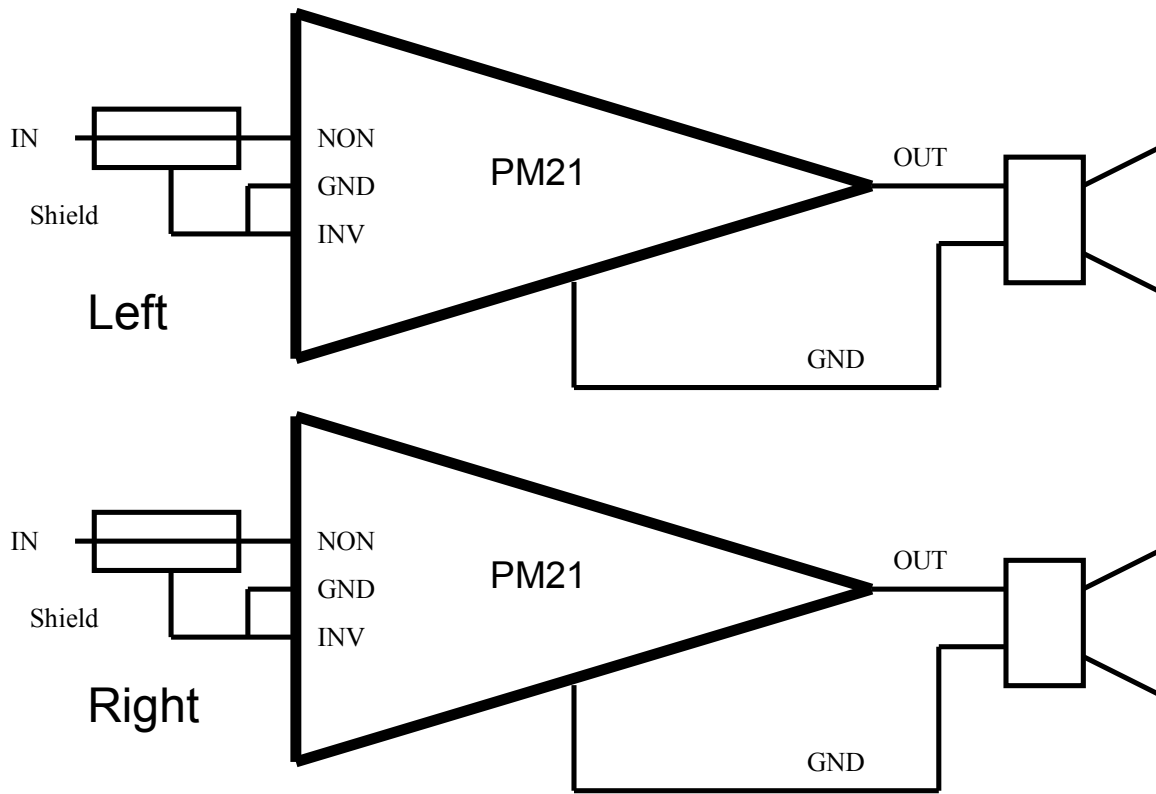 IN
NON
PM21
OUT
GND
Shield
INV
Left
GND
IN
NON
PM21
OUT
GND
Shield
INV
Right
GND